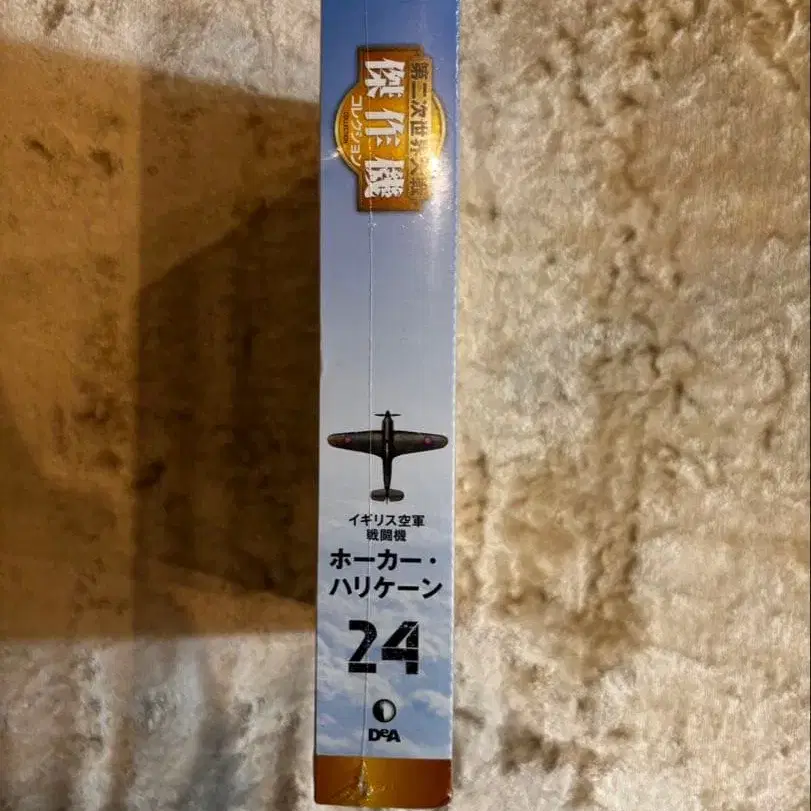 第二次世界大戦
傑作機
コレクション
COLLECTION
イギリス空軍
戦闘機
ホーカー・
ハリケーン
24
DeA